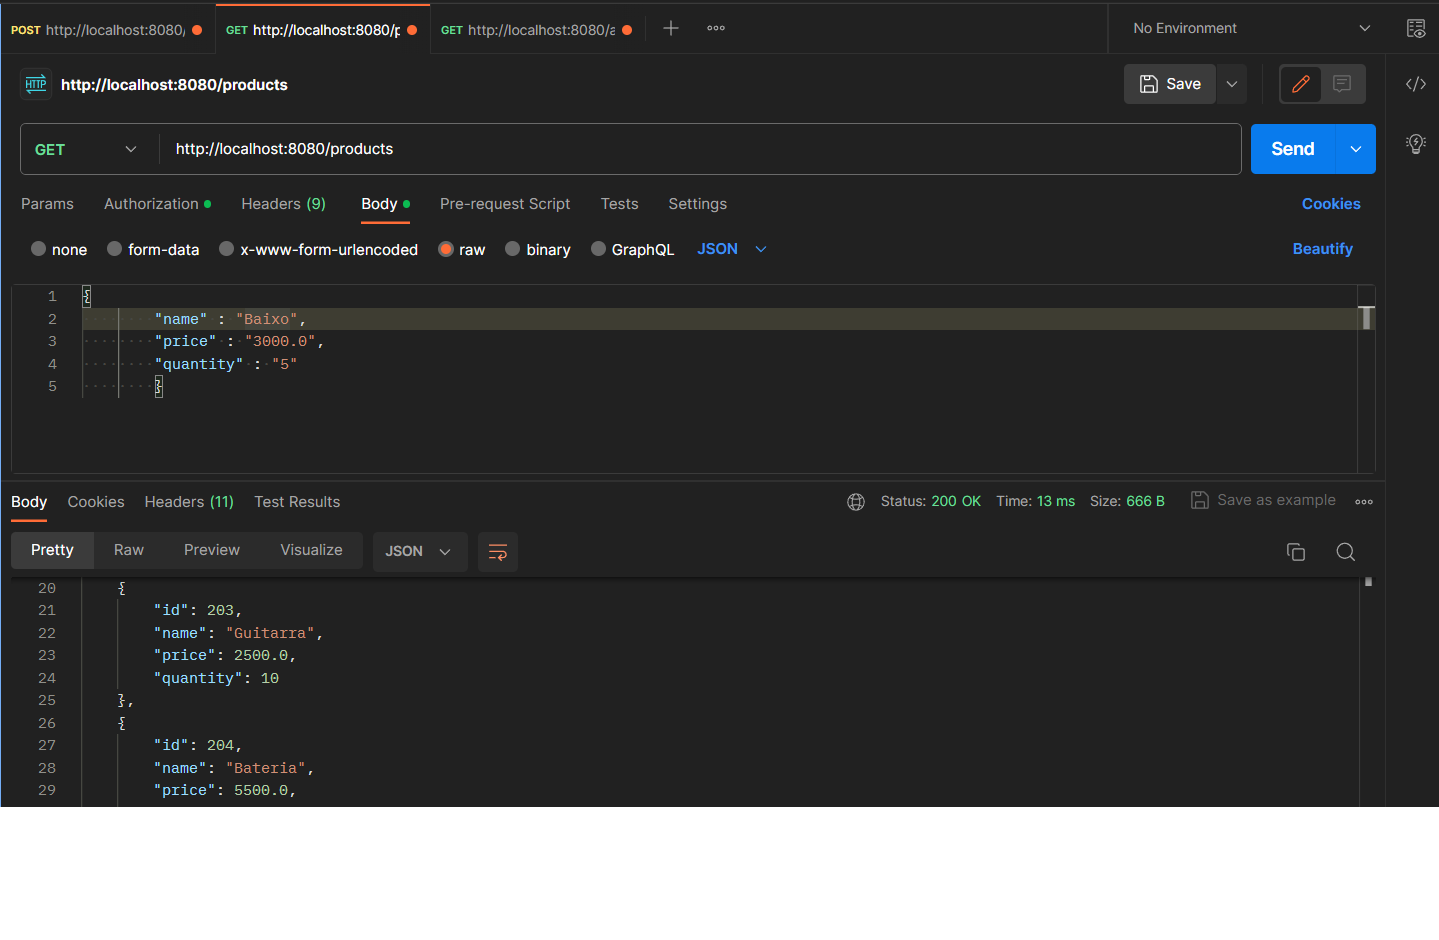 POST http://localhost:8080/ GET http://localhost:8080/p GET http://localhost:8080/a No Environment
HTTP http://localhost:8080/products Save
GET http://localhost:8080/products Send
Params Authorization Headers (9) Body Pre-request Script Tests Settings Cookies
none form-data x-www-form-urlencoded raw binary GraphQL JSON Beautify
1 {
2 "name" : "Baixo",
3 "price" : "3000.0",
4 "quantity" : "5"
5 }
Body Cookies Headers (11) Test Results Status: 200 OK Time: 13 ms Size: 666 B Save as example
Pretty Raw Preview Visualize JSON
20 {
21 "id": 203,
22 "name": "Guitarra",
23 "price": 2500.0,
24 "quantity": 10
25 },
26 {
27 "id": 204,
28 "name": "Bateria",
29 "price": 5500.0,